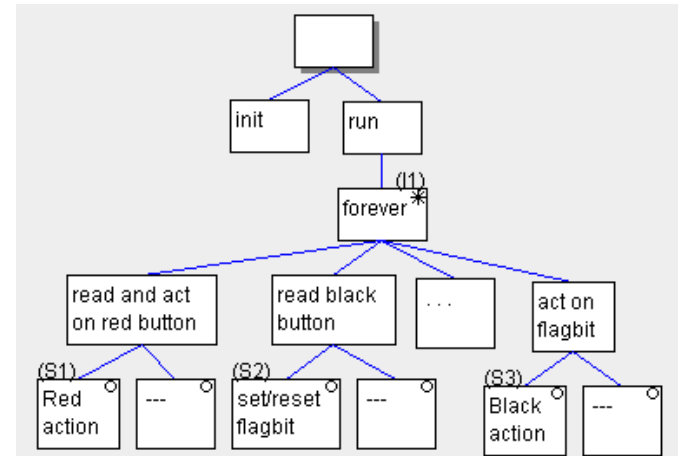 init
run
(I1)
forever *
read and act
on red button
read black
button
. . .
act on
flagbit
(S1)
Red
action
---
(S2)
set/reset
flagbit
---
(S3)
Black
action
---